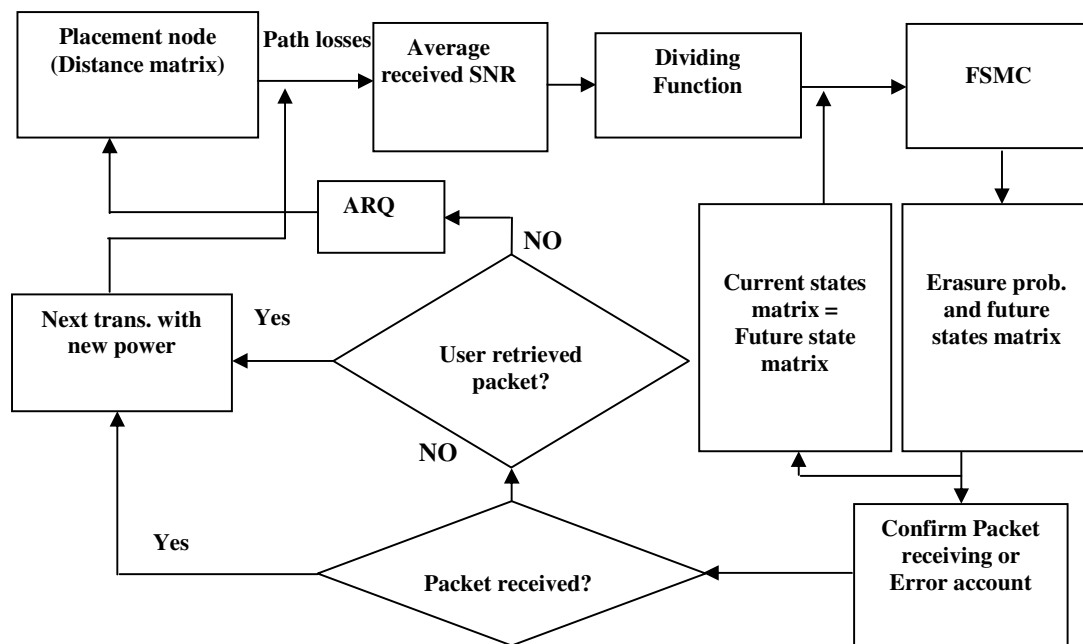 Placement node
(Distance matrix)
Path losses
Average
received SNR
Dividing
Function
FSMC
ARQ
NO
Current states
matrix =
Future state
matrix
Erasure prob.
and future
states matrix
Next trans. with
new power
Yes
User retrieved
packet?
NO
Yes
Packet received?
Confirm Packet
receiving or
Error account